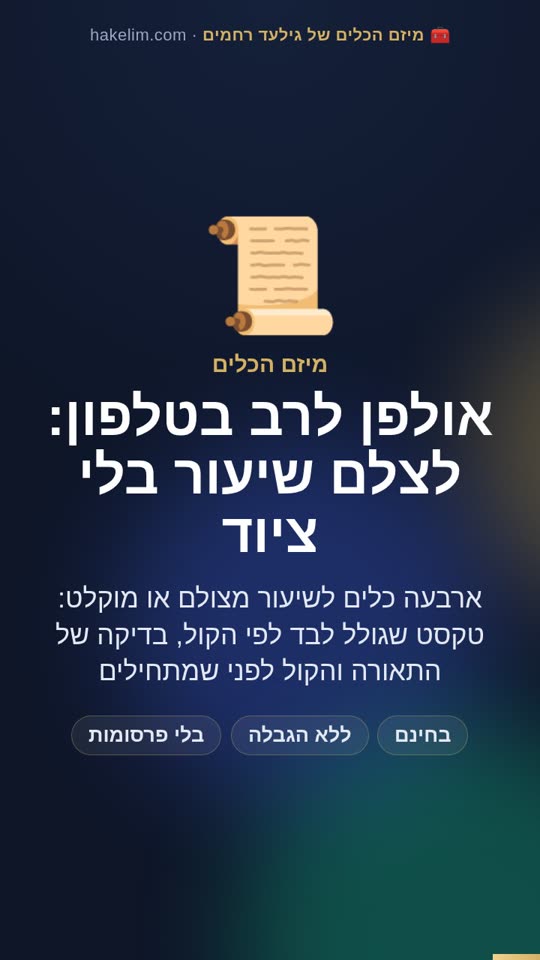 🧰 מיזם הכלים של גילעד רחמים · hakelim.com
מיזם הכלים
אולפן לרב בטלפון:
לצלם שיעור בלי
ציוד
ארבעה כלים לשיעור מצולם או מוקלט:
טקסט שגולל לבד לפי הקול, בדיקה של
התאורה והקול לפני שמתחילים
בחינם
ללא הגבלה
בלי פרסומות